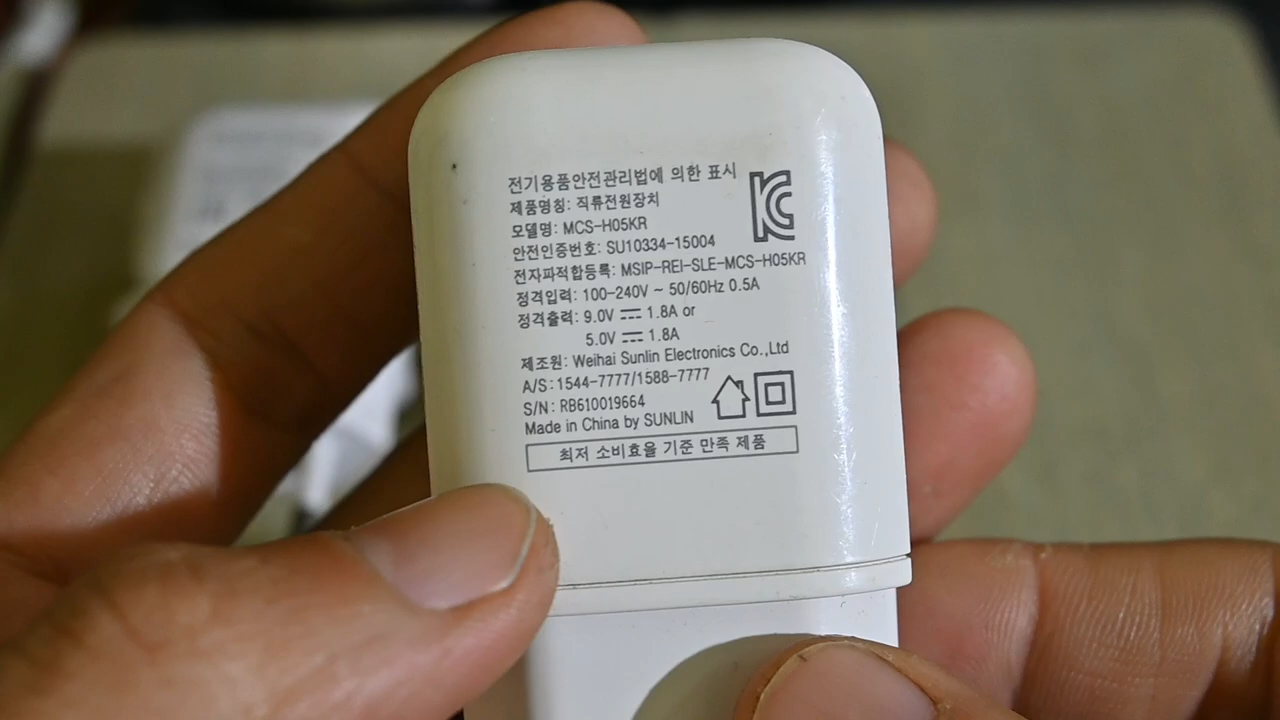 전기용품안전관리법에 의한 표시
제품명칭: 직류전원장치
모델명: MCS-H05KR
안전인증번호: SU10334-15004
전자파적합등록: MSIP-REI-SLE-MCS-H05KR
정격입력: 100-240V ~ 50/60Hz 0.5A
정격출력: 9.0V ⎓ 1.8A or
5.0V ⎓ 1.8A
제조원: Weihai Sunlin Electronics Co.,Ltd
A/S: 1544-7777/1588-7777
S/N: RB610019664
Made in China by SUNLIN
최저 소비효율 기준 만족 제품
KC